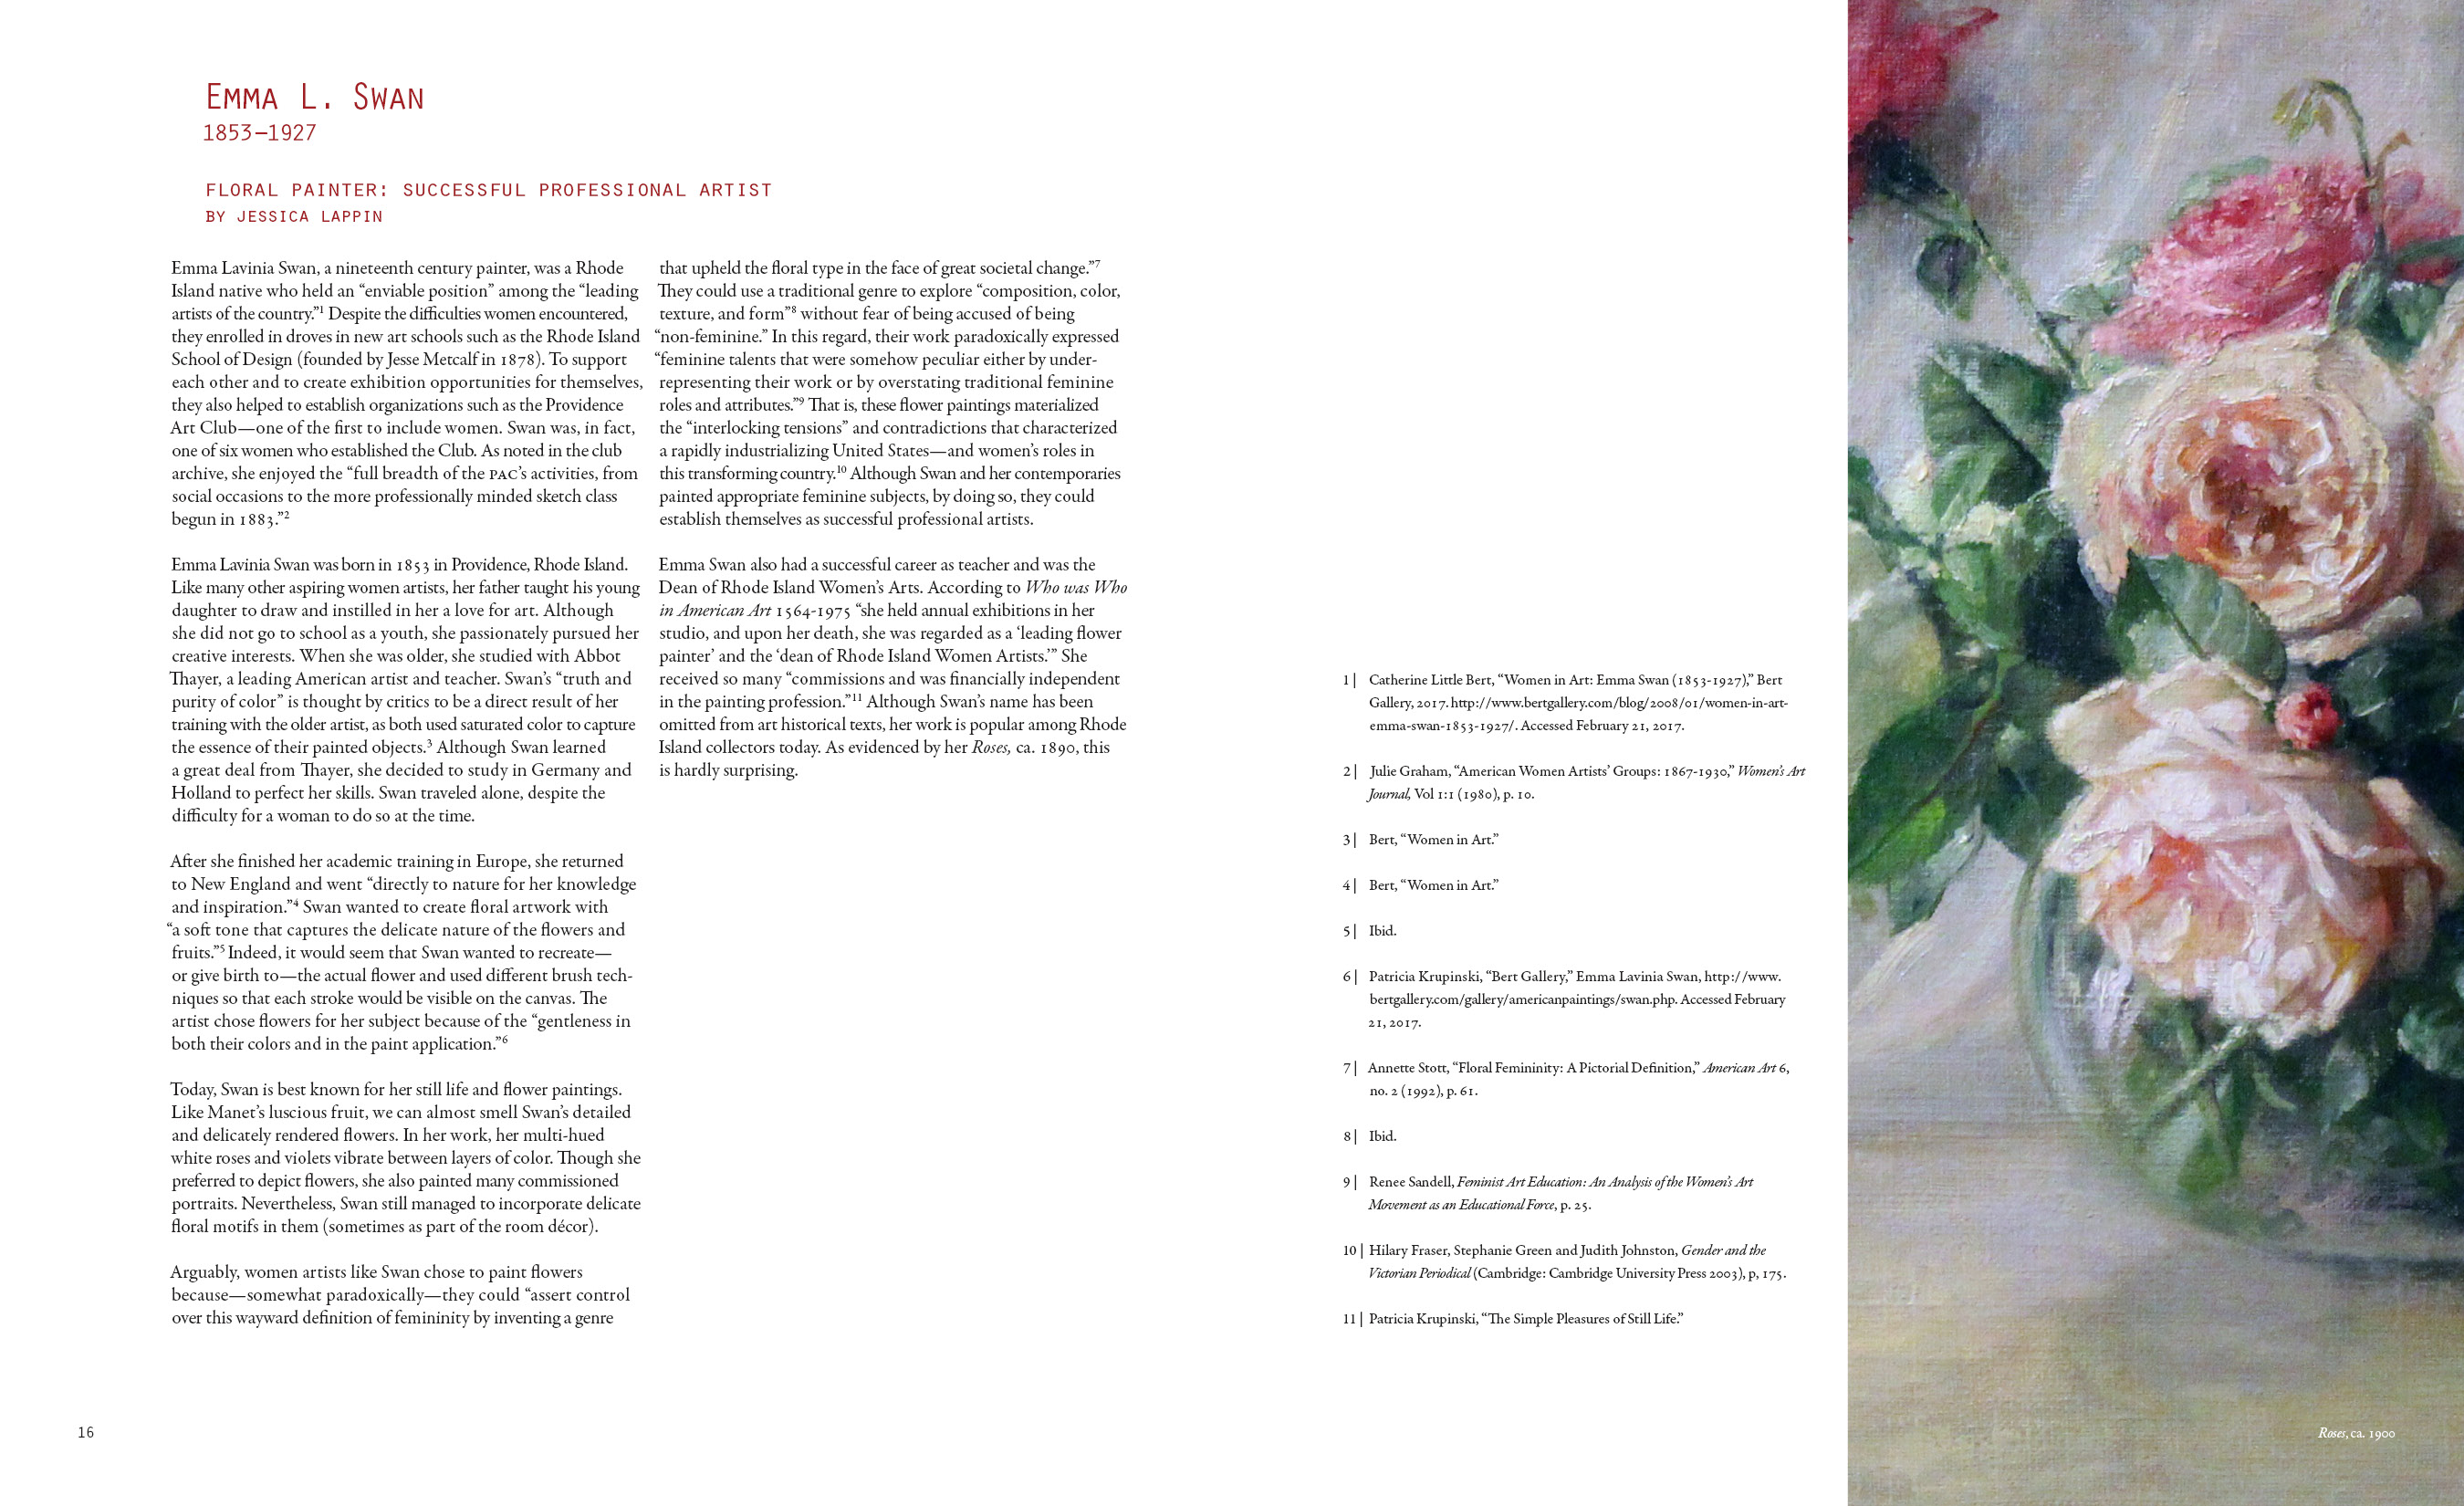 Emma L. Swan
1853–1927
FLORAL PAINTER: SUCCESSFUL PROFESSIONAL ARTIST
BY JESSICA LAPPIN
Emma Lavinia Swan, a nineteenth century painter, was a Rhode
Island native who held an “enviable position” among the “leading
artists of the country.”1 Despite the difficulties women encountered,
they enrolled in droves in new art schools such as the Rhode Island
School of Design (founded by Jesse Metcalf in 1878). To support
each other and to create exhibition opportunities for themselves,
they also helped to establish organizations such as the Providence
Art Club—one of the first to include women. Swan was, in fact,
one of six women who established the Club. As noted in the club
archive, she enjoyed the “full breadth of the PAC’s activities, from
social occasions to the more professionally minded sketch class
begun in 1883.”2
Emma Lavinia Swan was born in 1853 in Providence, Rhode Island.
Like many other aspiring women artists, her father taught his young
daughter to draw and instilled in her a love for art. Although
she did not go to school as a youth, she passionately pursued her
creative interests. When she was older, she studied with Abbot
Thayer, a leading American artist and teacher. Swan’s “truth and
purity of color” is thought by critics to be a direct result of her
training with the older artist, as both used saturated color to capture
the essence of their painted objects.3 Although Swan learned
a great deal from Thayer, she decided to study in Germany and
Holland to perfect her skills. Swan traveled alone, despite the
difficulty for a woman to do so at the time.
After she finished her academic training in Europe, she returned
to New England and went “directly to nature for her knowledge
and inspiration.”4 Swan wanted to create floral artwork with
“a soft tone that captures the delicate nature of the flowers and
fruits.”5 Indeed, it would seem that Swan wanted to recreate—
or give birth to—the actual flower and used different brush tech-
niques so that each stroke would be visible on the canvas. The
artist chose flowers for her subject because of the “gentleness in
both their colors and in the paint application.”6
Today, Swan is best known for her still life and flower paintings.
Like Manet’s luscious fruit, we can almost smell Swan’s detailed
and delicately rendered flowers. In her work, her multi-hued
white roses and violets vibrate between layers of color. Though she
preferred to depict flowers, she also painted many commissioned
portraits. Nevertheless, Swan still managed to incorporate delicate
floral motifs in them (sometimes as part of the room décor).
Arguably, women artists like Swan chose to paint flowers
because—somewhat paradoxically—they could “assert control
over this wayward definition of femininity by inventing a genre
that upheld the floral type in the face of great societal change.”7
They could use a traditional genre to explore “composition, color,
texture, and form”8 without fear of being accused of being
“non-feminine.” In this regard, their work paradoxically expressed
“feminine talents that were somehow peculiar either by under-
representing their work or by overstating traditional feminine
roles and attributes.”9 That is, these flower paintings materialized
the “interlocking tensions” and contradictions that characterized
a rapidly industrializing United States—and women’s roles in
this transforming country.10 Although Swan and her contemporaries
painted appropriate feminine subjects, by doing so, they could
establish themselves as successful professional artists.
Emma Swan also had a successful career as teacher and was the
Dean of Rhode Island Women’s Arts. According to Who was Who
in American Art 1564-1975 “she held annual exhibitions in her
studio, and upon her death, she was regarded as a ‘leading flower
painter’ and the ‘dean of Rhode Island Women Artists.’” She
received so many “commissions and was financially independent
in the painting profession.”11 Although Swan’s name has been
omitted from art historical texts, her work is popular among Rhode
Island collectors today. As evidenced by her Roses, ca. 1890, this
is hardly surprising.
1| Catherine Little Bert, “Women in Art: Emma Swan (1853-1927),” Bert
Gallery, 2017. http://www.bertgallery.com/blog/2008/01/women-in-art-
emma-swan-1853-1927/. Accessed February 21, 2017.
2| Julie Graham, “American Women Artists’ Groups: 1867-1930,” Women’s Art
Journal, Vol 1:1 (1980), p. 10.
3| Bert, “Women in Art.”
4| Bert, “Women in Art.”
5| Ibid.
6| Patricia Krupinski, “Bert Gallery,” Emma Lavinia Swan, http://www.
bertgallery.com/gallery/americanpaintings/swan.php. Accessed February
21, 2017.
7| Annette Stott, “Floral Femininity: A Pictorial Definition,” American Art 6,
no. 2 (1992), p. 61.
8| Ibid.
9| Renee Sandell, Feminist Art Education: An Analysis of the Women’s Art
Movement as an Educational Force, p. 25.
10| Hilary Fraser, Stephanie Green and Judith Johnston, Gender and the
Victorian Periodical (Cambridge: Cambridge University Press 2003), p, 175.
11| Patricia Krupinski, “The Simple Pleasures of Still Life.”
16
Roses, ca. 1900